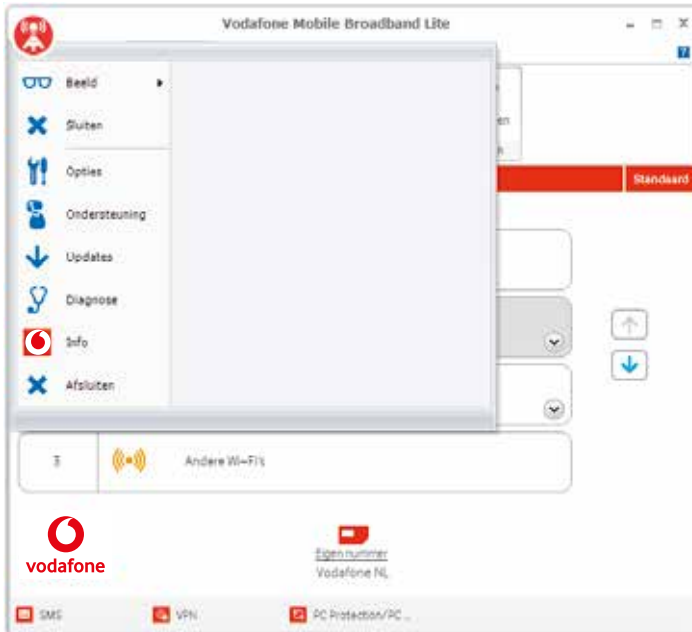 Vodafone Mobile Broadband Lite
?
Beeld
Sluiten
en
Opties
Standaard
Ondersteuning
Updates
Diagnose
Info
Afsluiten
3 Andere Wi-Fi's
vodafone
Eigen nummer
Vodafone NL
SMS VPN PC Protection/PC ...